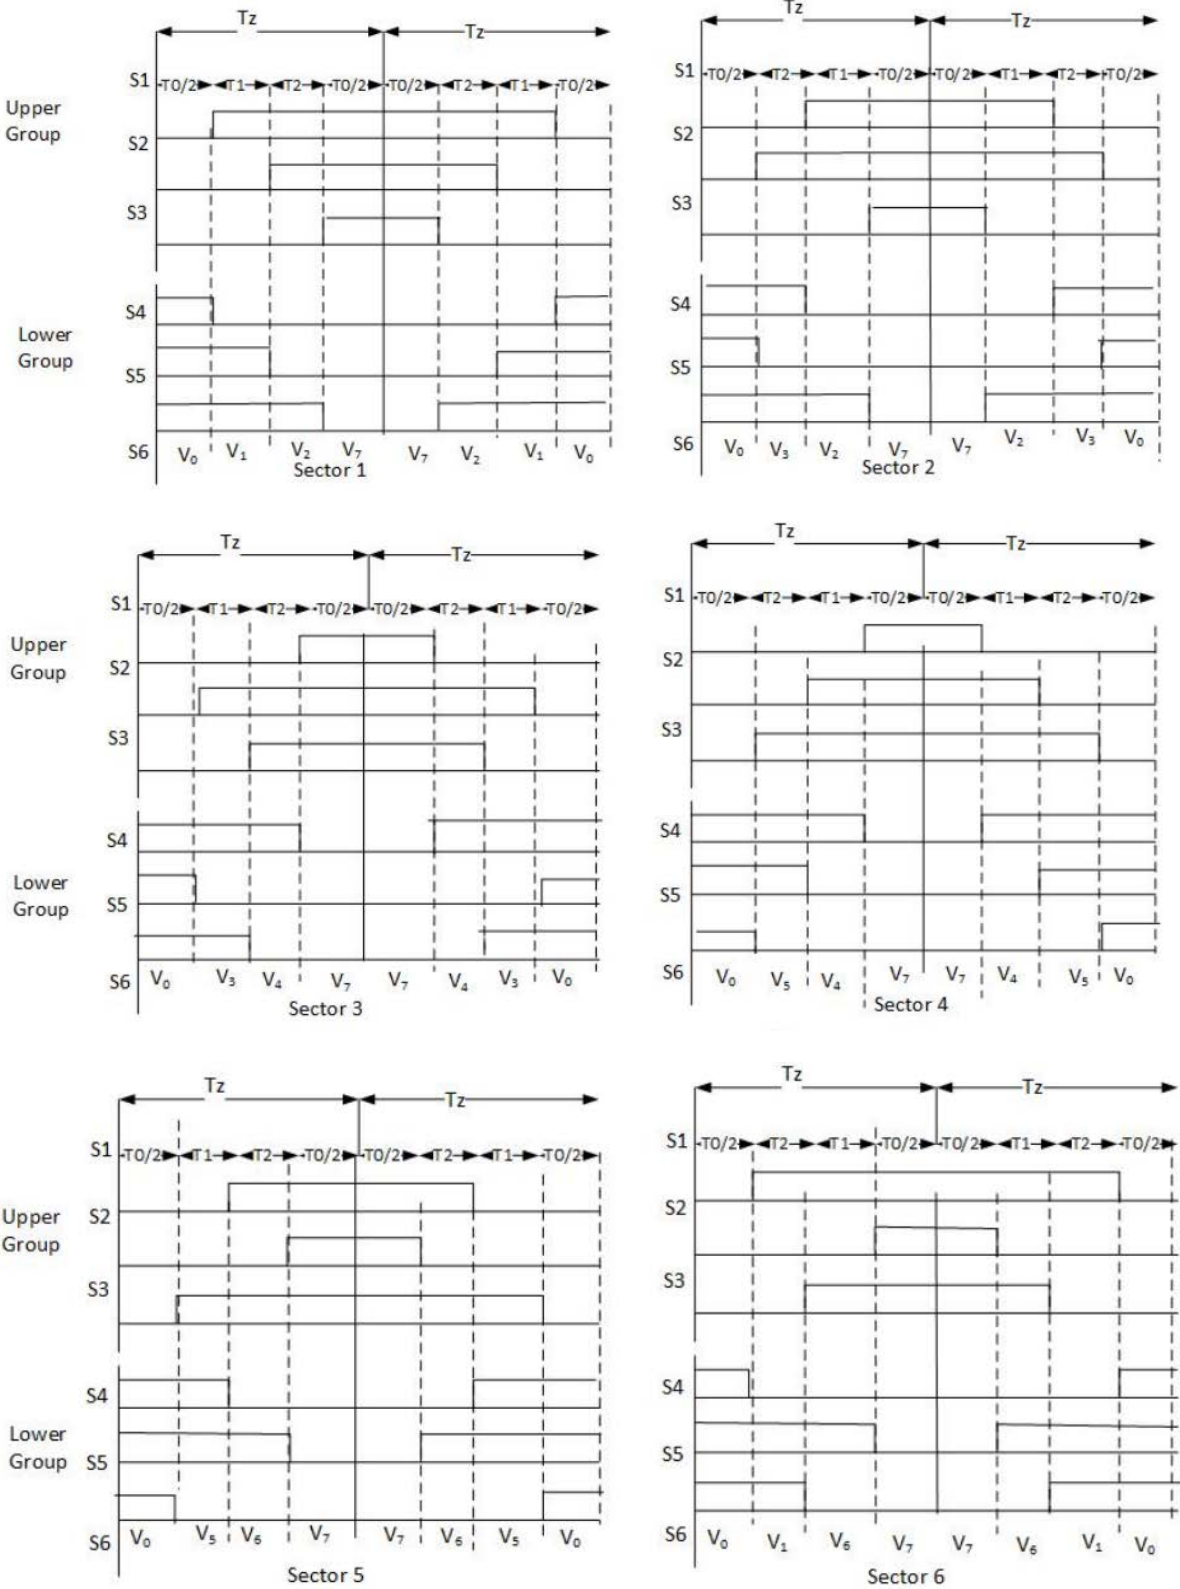 Tz Tz
S1 T0/2 T1 T2 T0/2 T0/2 T2 T1 T0/2
Upper
Group
S2
S3
S4
Lower
Group
S5
S6 V₀ V₁ V₂ V₇ V₇ V₂ V₁ V₀
Sector 1
Tz Tz
S1 T0/2 T2 T1 T0/2 T0/2 T1 T2 T0/2
S2
S3
S4
S5
S6 V₀ V₃ V₂ V₇ V₇ V₂ V₃ V₀
Sector 2
Tz Tz
S1 T0/2 T1 T2 T0/2 T0/2 T2 T1 T0/2
Upper
Group
S2
S3
S4
Lower
Group
S5
S6 V₀ V₃ V₄ V₇ V₇ V₄ V₃ V₀
Sector 3
Tz Tz
S1 T0/2 T2 T1 T0/2 T0/2 T1 T2 T0/2
S2
S3
S4
S5
S6 V₀ V₅ V₄ V₇ V₇ V₄ V₅ V₀
Sector 4
Tz Tz
S1 T0/2 T1 T2 T0/2 T0/2 T2 T1 T0/2
Upper
Group
S2
S3
S4
Lower
Group
S5
S6 V₀ V₅ V₆ V₇ V₇ V₆ V₅ V₀
Sector 5
Tz Tz
S1 T0/2 T2 T1 T0/2 T0/2 T1 T2 T0/2
S2
S3
S4
S5
S6 V₀ V₁ V₆ V₇ V₇ V₆ V₁ V₀
Sector 6